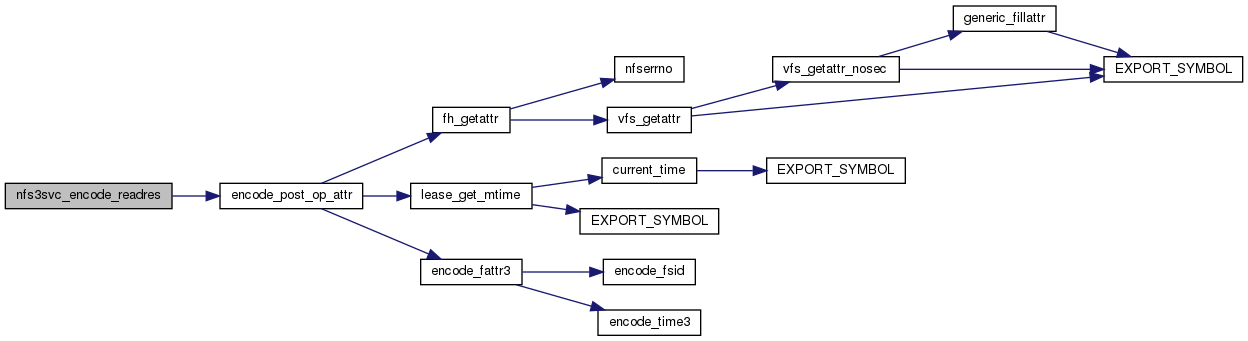 generic_fillattr
nfserrno
vfs_getattr_nosec
EXPORT_SYMBOL
fh_getattr
vfs_getattr
current_time
EXPORT_SYMBOL
nfs3svc_encode_readres
encode_post_op_attr
lease_get_mtime
EXPORT_SYMBOL
encode_fattr3
encode_fsid
encode_time3